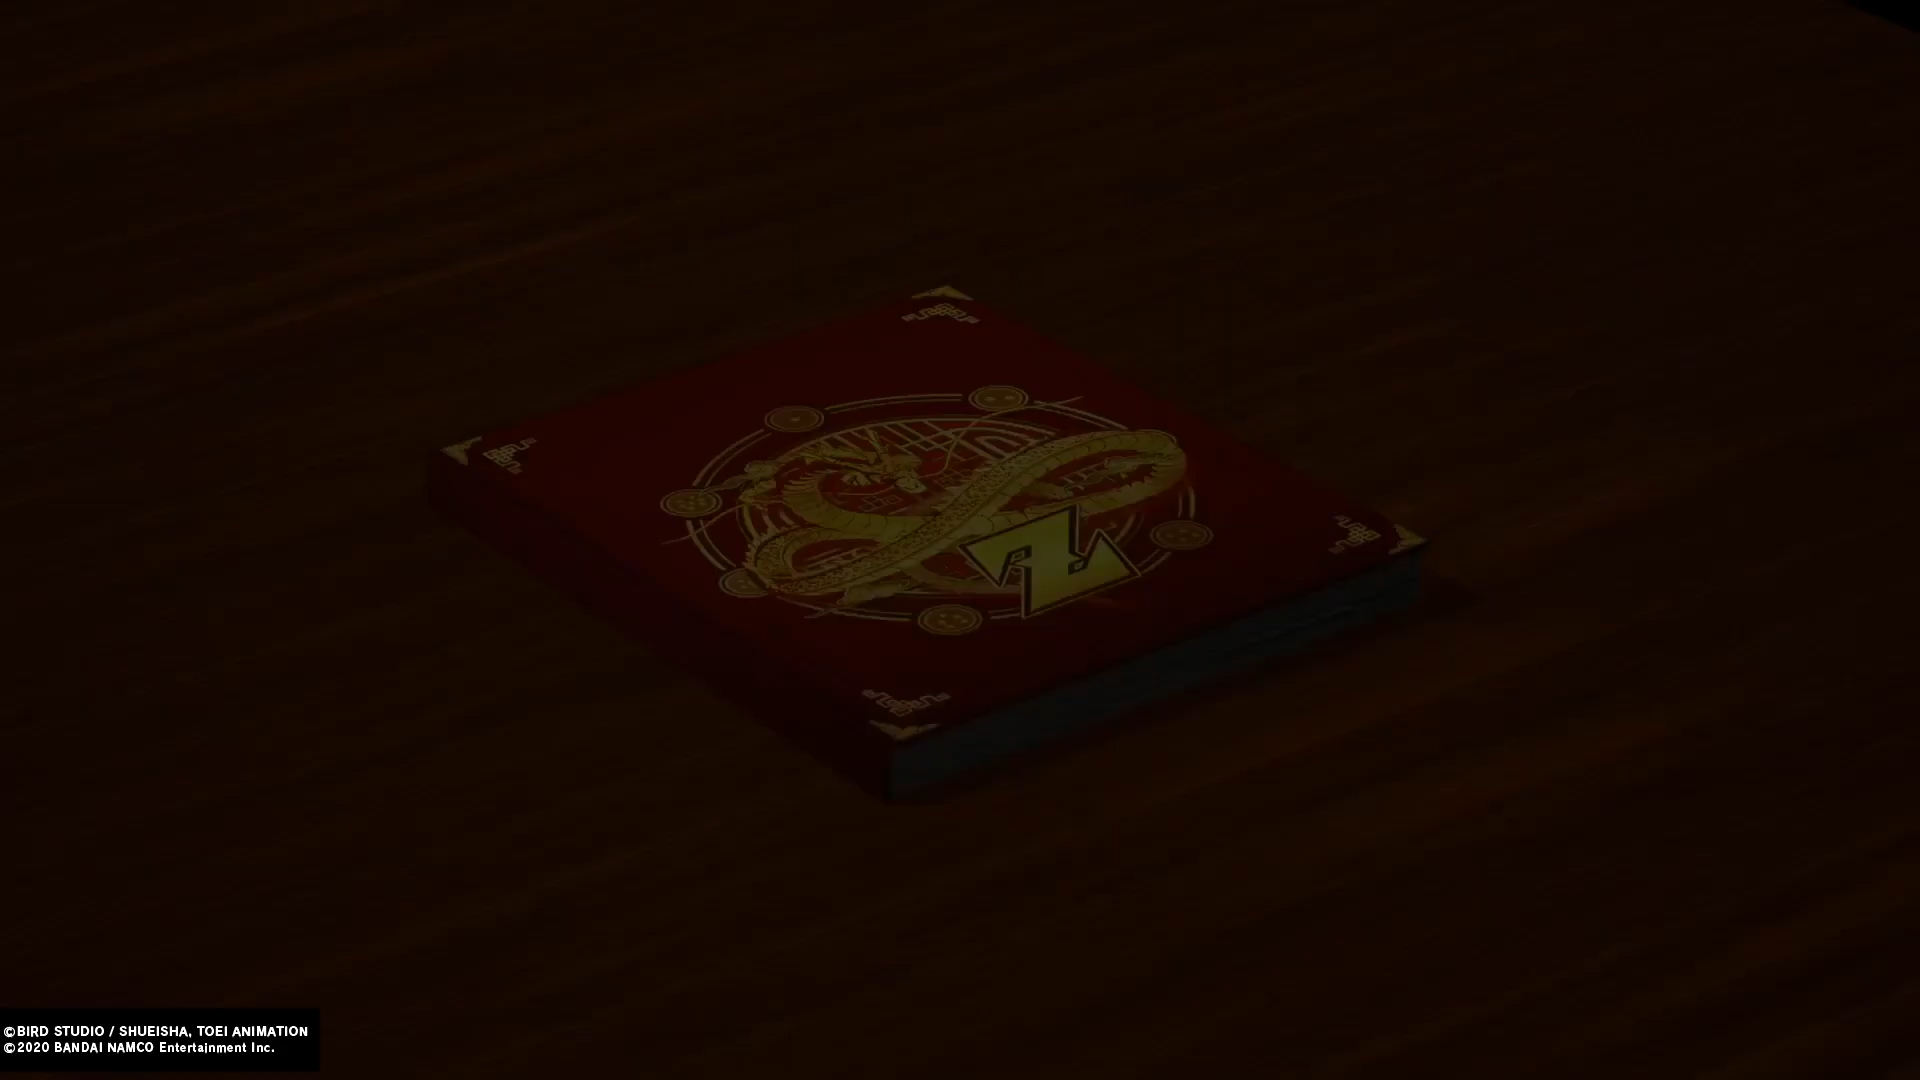 Z
©BIRD STUDIO / SHUEISHA, TOEI ANIMATION
©2020 BANDAI NAMCO Entertainment Inc.